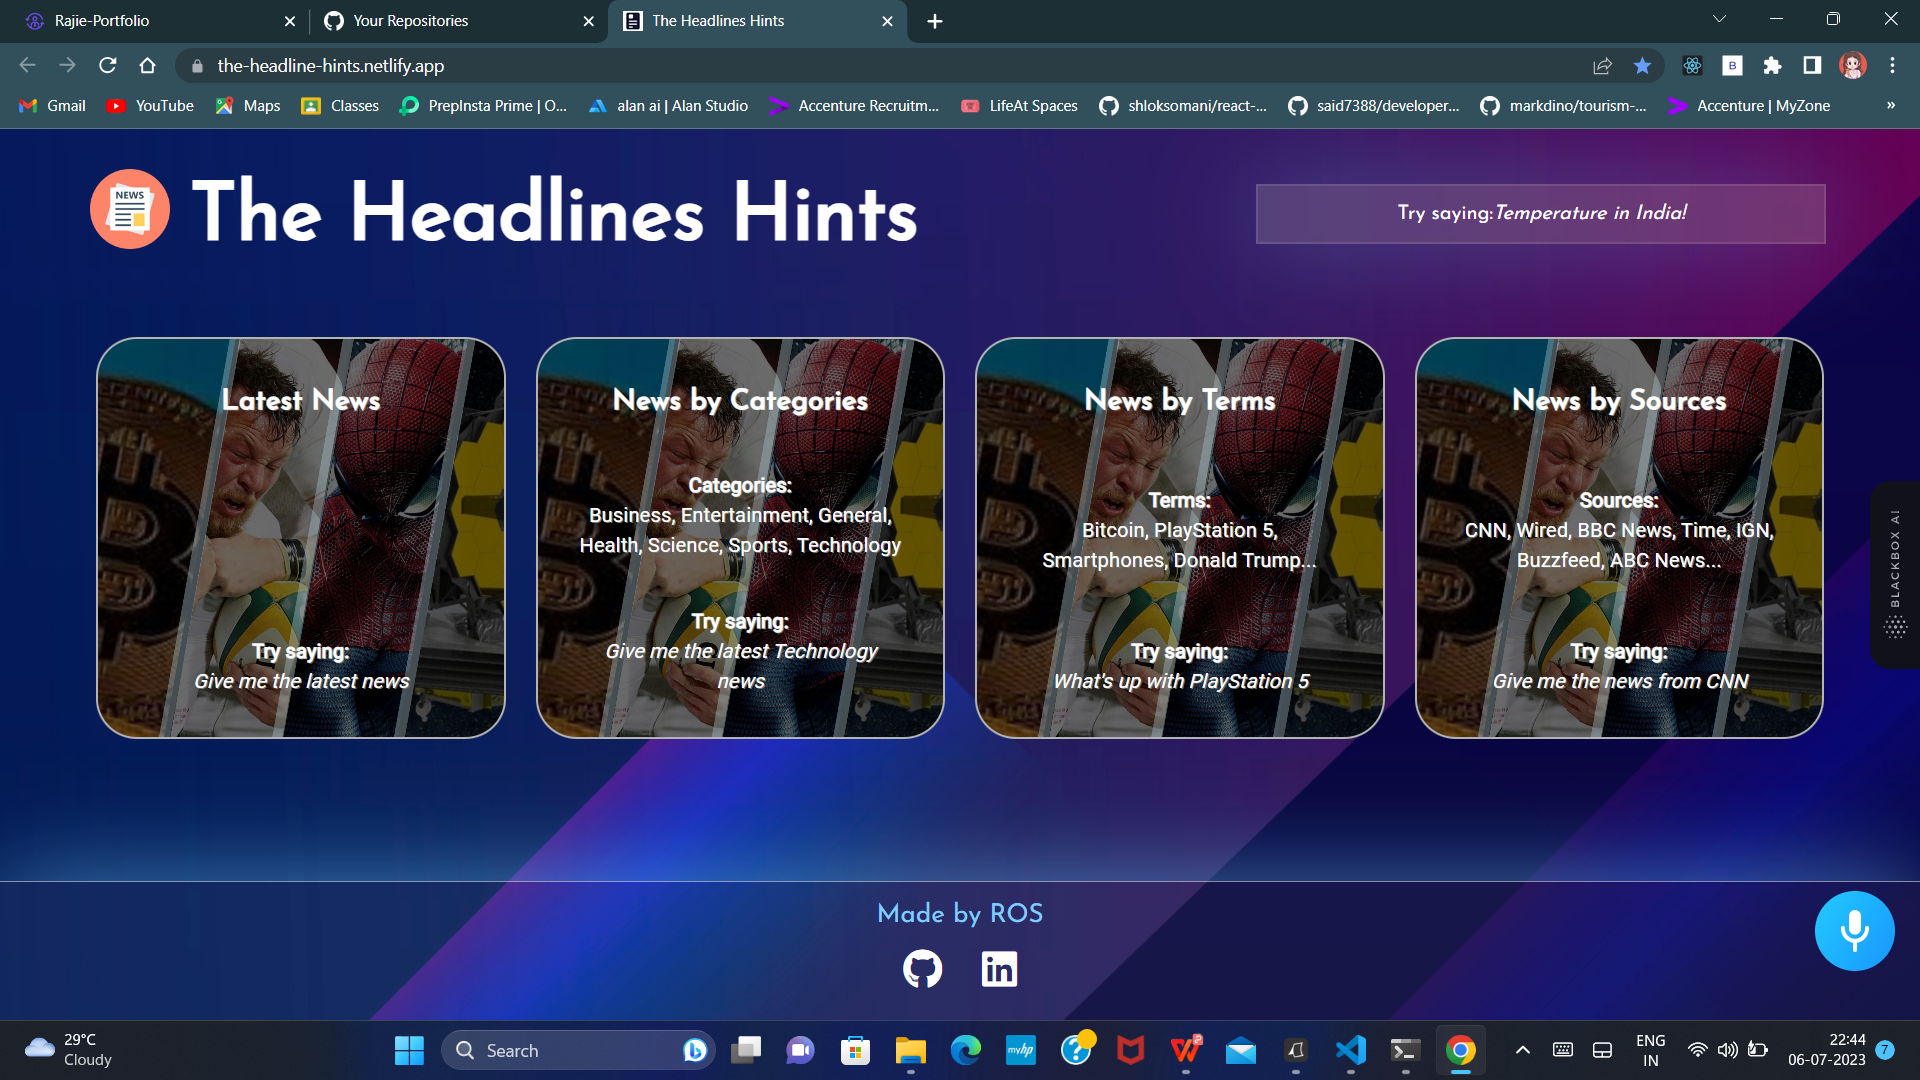 Rajie-Portfolio
Your Repositories
The Headlines Hints
the-headline-hints.netlify.app
B
Gmail
YouTube
Maps
Classes
PrepInsta Prime | O...
alan ai | Alan Studio
Accenture Recruitm...
LifeAt Spaces
shloksomani/react-...
said7388/developer...
markdino/tourism-...
Accenture | MyZone
»
NEWS
The Headlines Hints
Try saying:Temperature in India!
Latest News
Try saying:
Give me the latest news
News by Categories
Categories:
Business, Entertainment, General,
Health, Science, Sports, Technology
Try saying:
Give me the latest Technology
news
News by Terms
Terms:
Bitcoin, PlayStation 5,
Smartphones, Donald Trump...
Try saying:
What's up with PlayStation 5
News by Sources
Sources:
CNN, Wired, BBC News, Time, IGN,
Buzzfeed, ABC News...
Try saying:
Give me the news from CNN
BLACKBOX AI
Made by ROS
in
29°C
Cloudy
Search
myhp
ENG
IN
22:44
06-07-2023
7